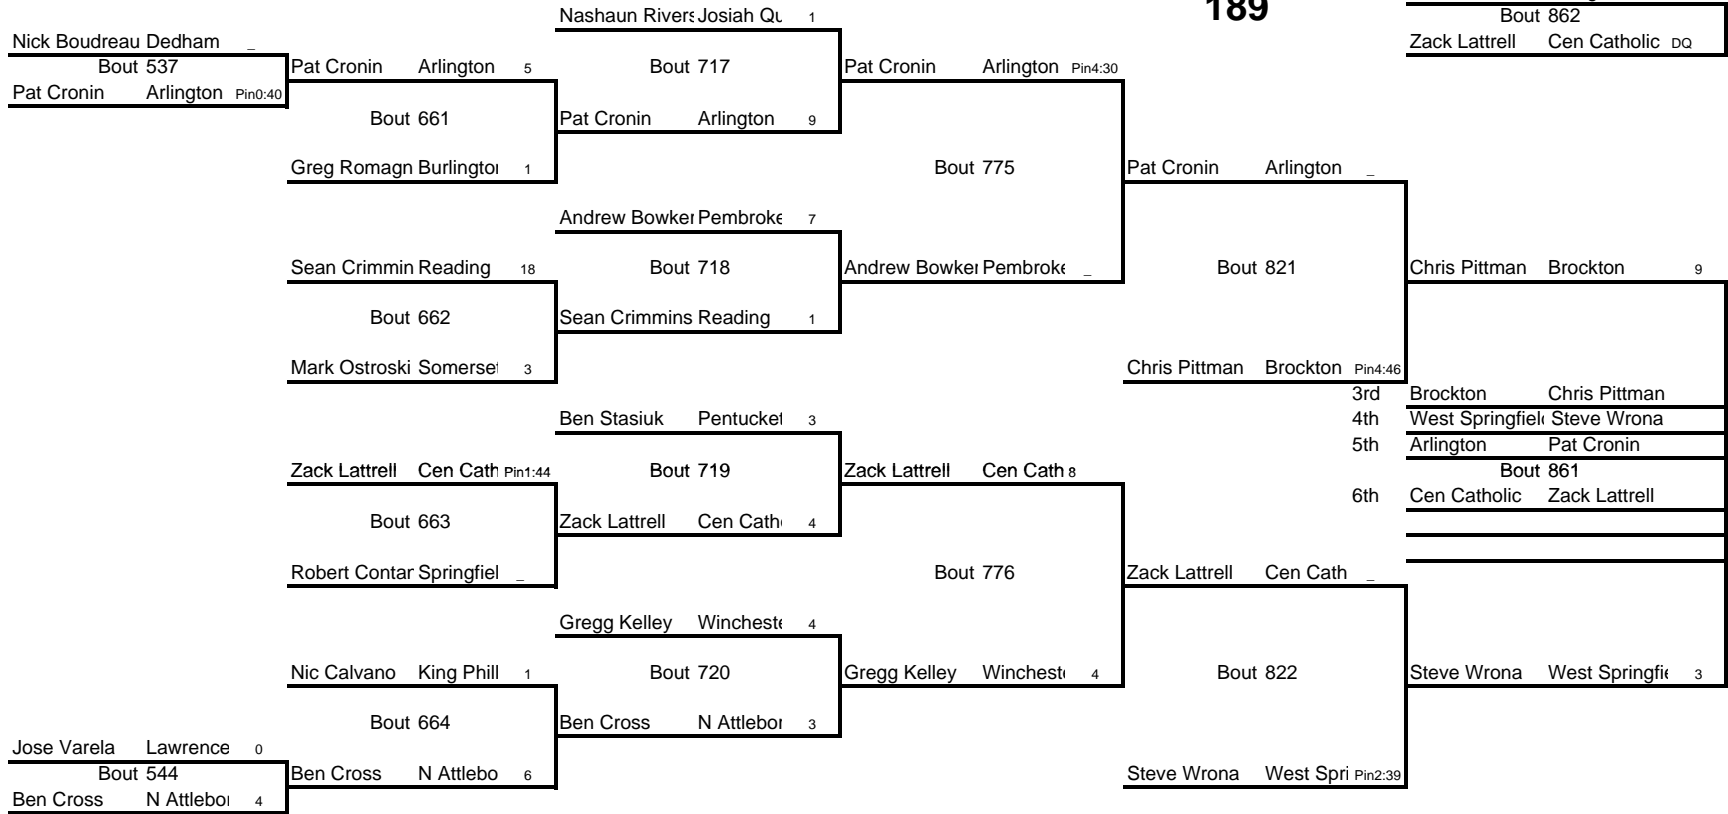 Nashaun Rivers Josiah Qu 1
189
Bout 862
Nick Boudreau Dedham _
Zack Lattrell Cen Catholic DQ
Bout 537
Pat Cronin Arlington 5
Bout 717
Pat Cronin Arlington Pin4:30
Pat Cronin Arlington Pin0:40
Bout 661
Pat Cronin Arlington 9
Greg Romagn Burlington 1
Bout 775
Pat Cronin Arlington _
Andrew Bowker Pembroke 7
Sean Crimmin Reading 18
Bout 718
Andrew Bowker Pembroke _
Bout 821
Chris Pittman Brockton 9
Bout 662
Sean Crimmins Reading 1
Mark Ostroski Somerset 3
Chris Pittman Brockton Pin4:46
3rd Brockton Chris Pittman
Ben Stasiuk Pentucket 3
4th West Springfield Steve Wrona
5th Arlington Pat Cronin
Zack Lattrell Cen Cath Pin1:44
Bout 719
Zack Lattrell Cen Cath 8
Bout 861
6th Cen Catholic Zack Lattrell
Bout 663
Zack Lattrell Cen Cath 4
Robert Contar Springfiel _
Bout 776
Zack Lattrell Cen Cath _
Gregg Kelley Wincheste 4
Nic Calvano King Phill 1
Bout 720
Gregg Kelley Winchest 4
Bout 822
Steve Wrona West Springfie 3
Bout 664
Ben Cross N Attlebor 3
Jose Varela Lawrence 0
Bout 544
Ben Cross N Attlebo 6
Steve Wrona West Spri Pin2:39
Ben Cross N Attlebor 4